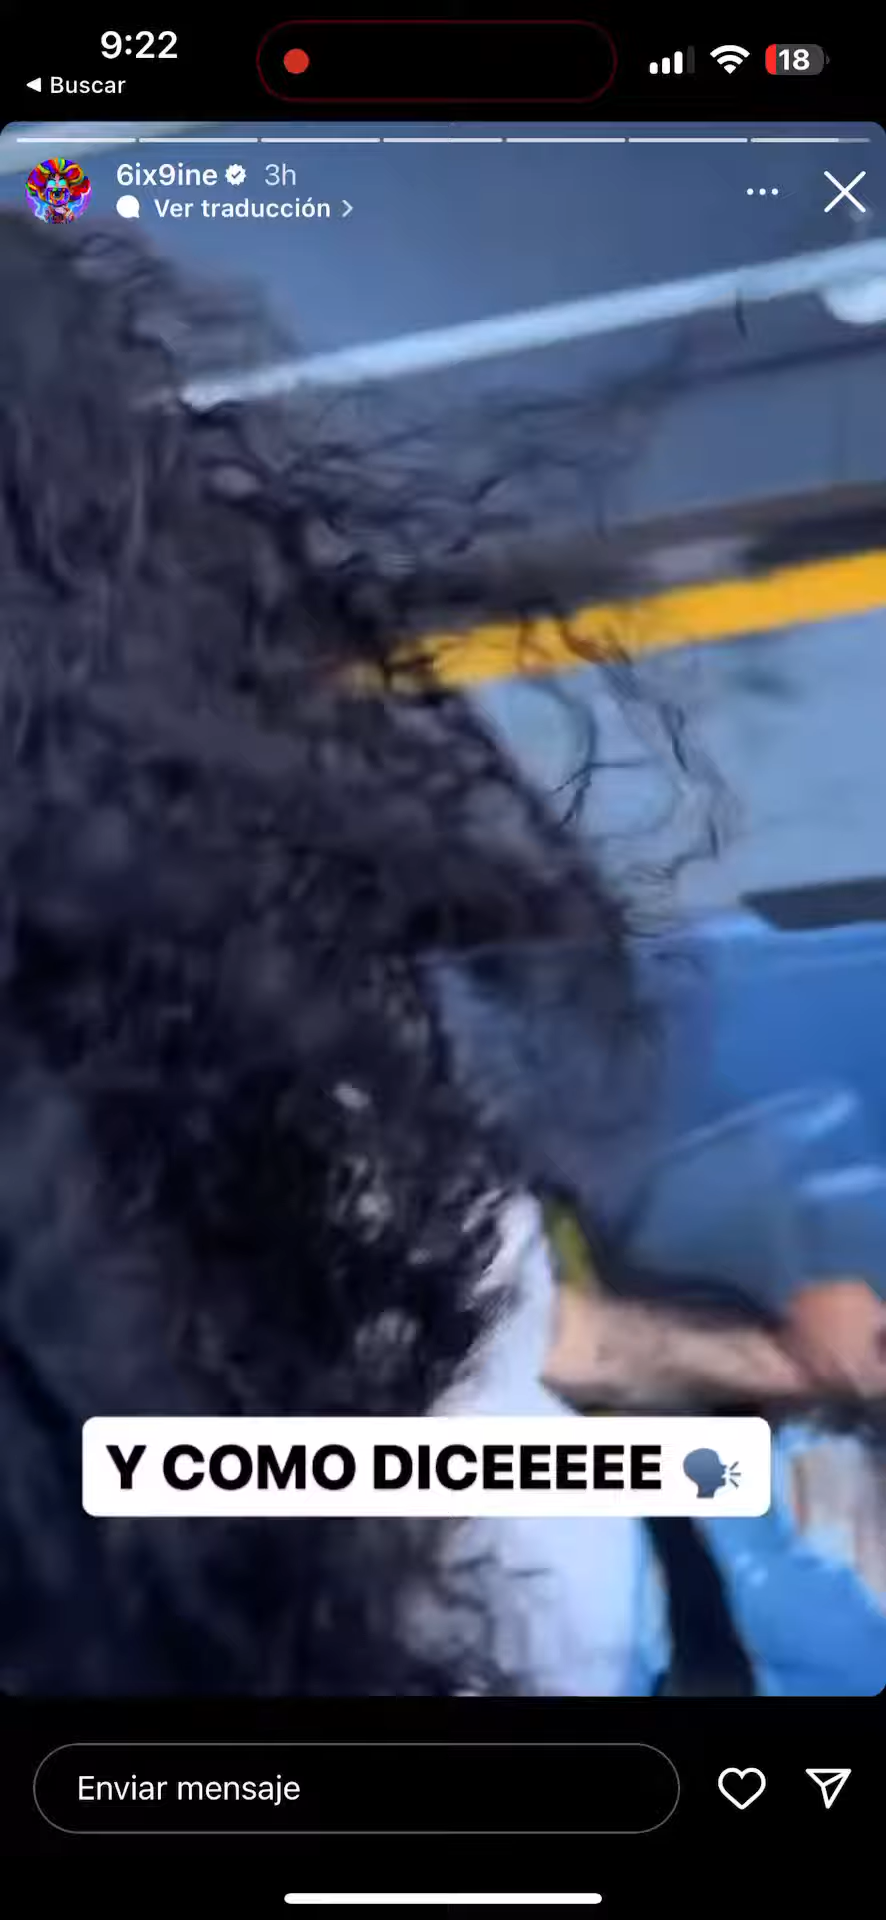 9:22
18
Buscar
6ix9ine 3h
Ver traducción
Y COMO DICEEEEE
Enviar mensaje